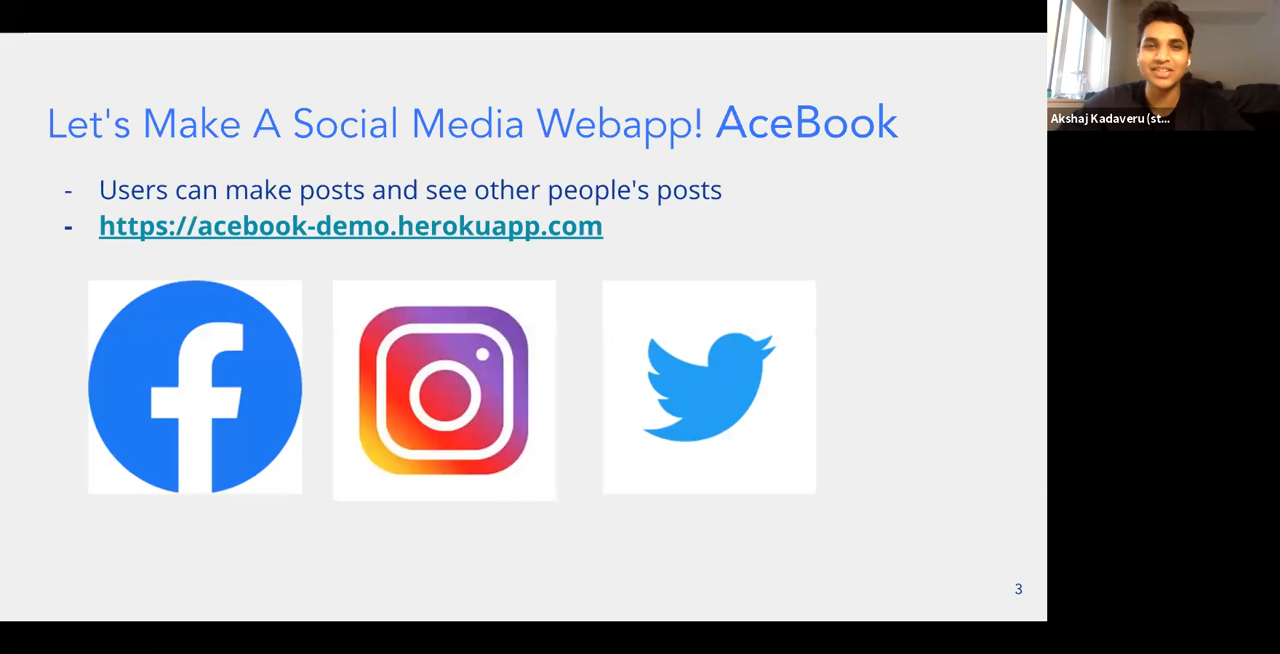 Let's Make A Social Media Webapp! AceBook
- Users can make posts and see other people's posts
- https://acebook-demo.herokuapp.com
3
Akshaj Kadaveru (st...